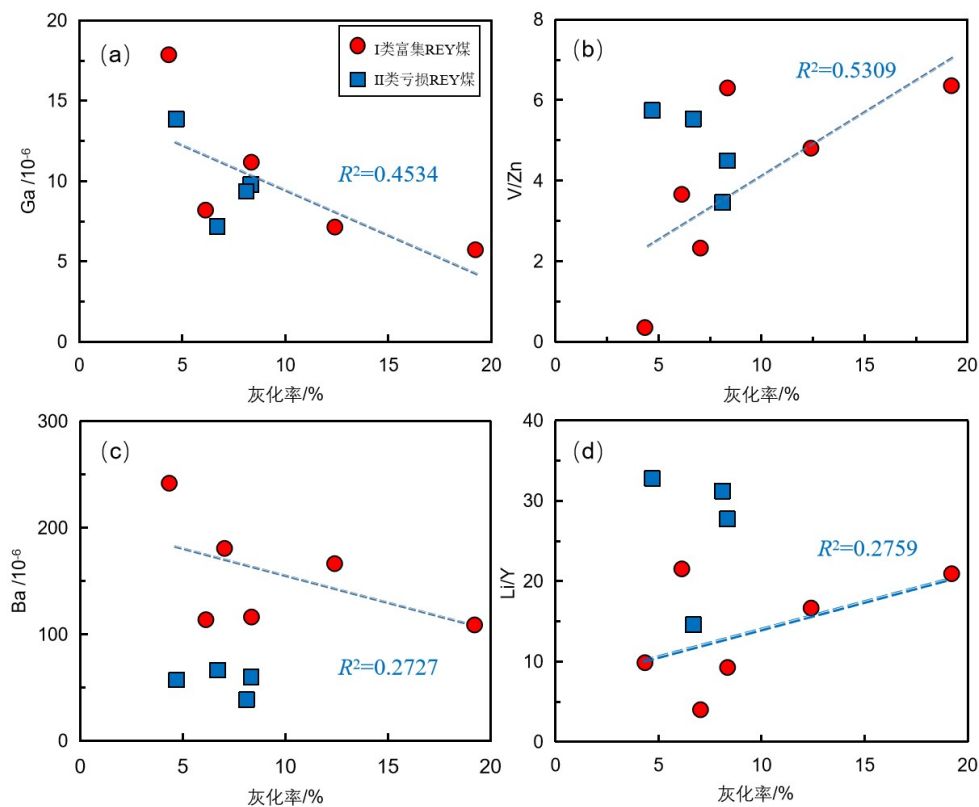 (a)
I类富集REY煤
II类亏损REY煤
R²=0.4534
Ga /10⁻⁶
20
15
10
5
0
0 5 10 15 20
灰化率/%
(b)
R²=0.5309
V/Zn
8
6
4
2
0
0 5 10 15 20
灰化率/%
(c)
R²=0.2727
Ba /10⁻⁶
300
200
100
0
0 5 10 15 20
灰化率/%
(d)
R²=0.2759
Li/Y
40
30
20
10
0
0 5 10 15 20
灰化率/%